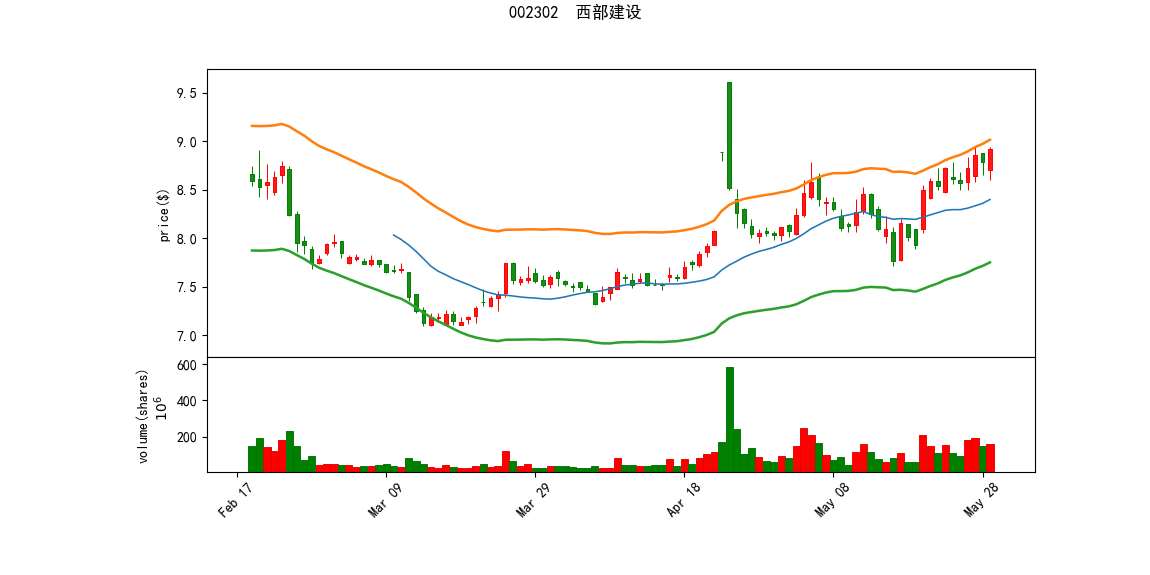 002302  西部建设
price($)
9.5
9.0
8.5
8.0
7.5
7.0
volume(shares)
10^6
600
400
200
Feb 17
Mar 09
Mar 29
Apr 18
May 08
May 28